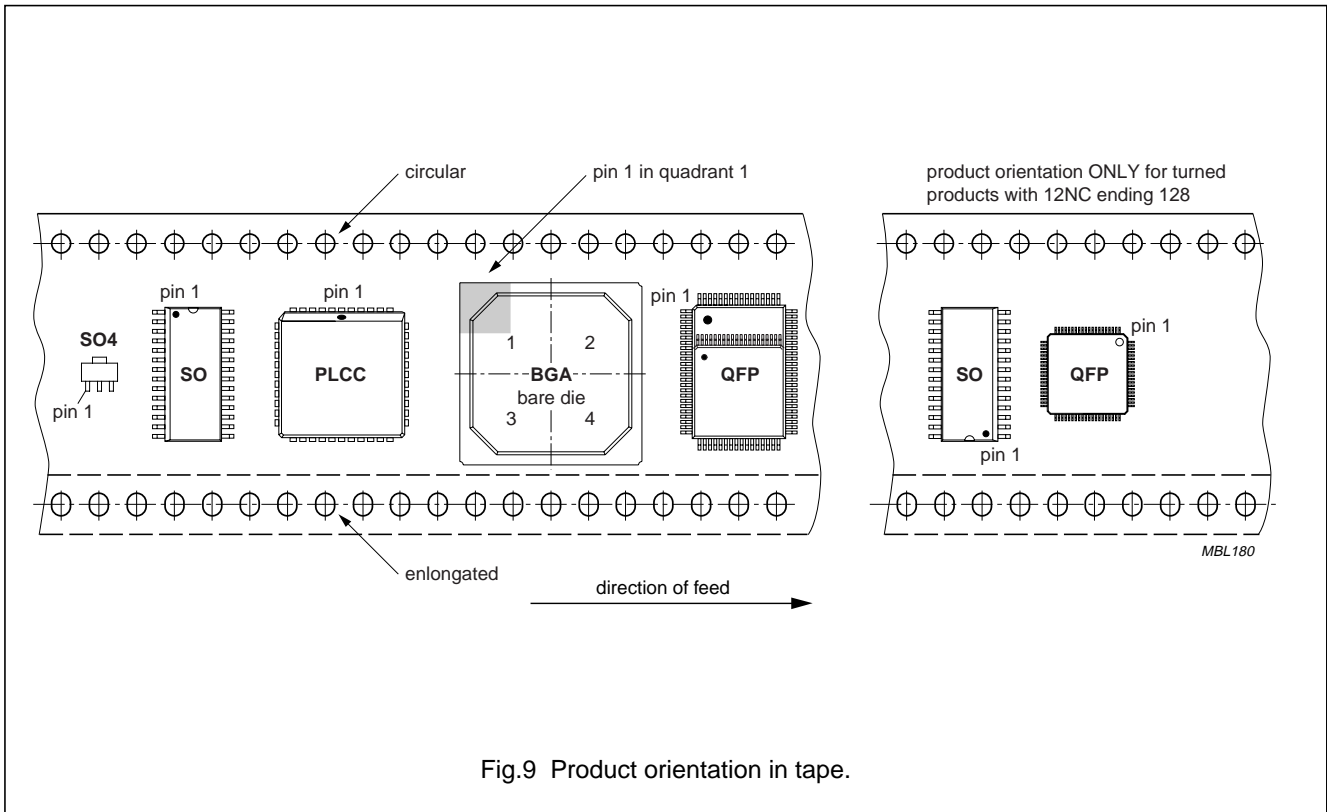 circular
pin 1 in quadrant 1
product orientation ONLY for turned
products with 12NC ending 128
pin 1
pin 1
pin 1
pin 1
SO4
1
2
SO
PLCC
BGA
QFP
SO
QFP
bare die
pin 1
3
4
pin 1
MBL180
enlongated
direction of feed
Fig.9 Product orientation in tape.